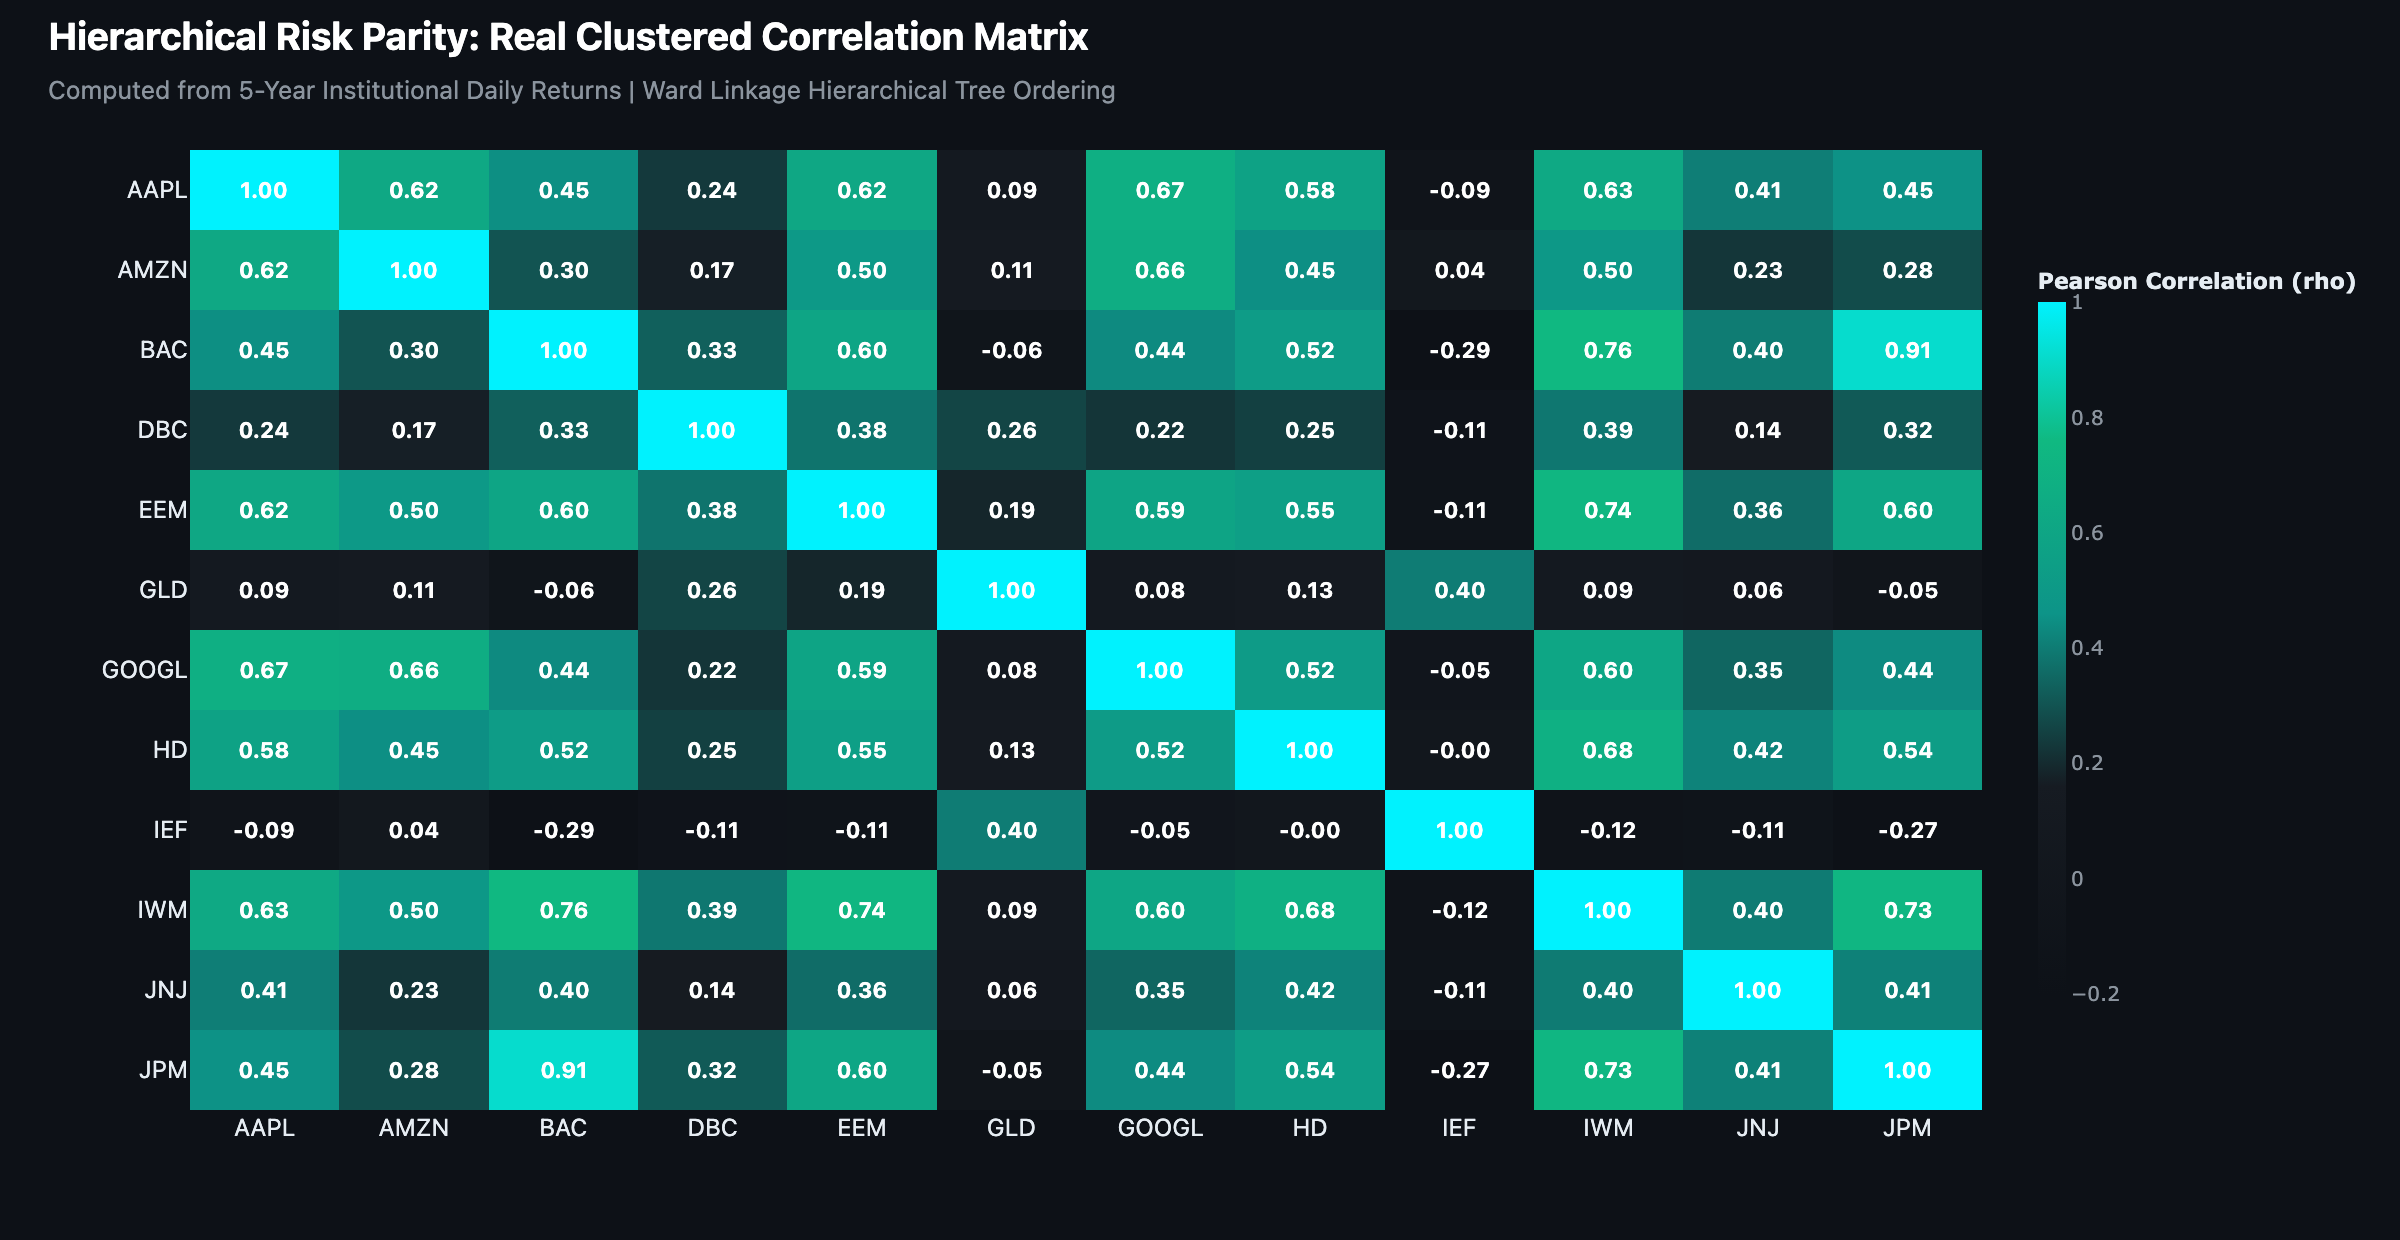 Hierarchical Risk Parity: Real Clustered Correlation Matrix
Computed from 5-Year Institutional Daily Returns | Ward Linkage Hierarchical Tree Ordering
AAPL 1.00 0.62 0.45 0.24 0.62 0.09 0.67 0.58 -0.09 0.63 0.41 0.45
AMZN 0.62 1.00 0.30 0.17 0.50 0.11 0.66 0.45 0.04 0.50 0.23 0.28
BAC 0.45 0.30 1.00 0.33 0.60 -0.06 0.44 0.52 -0.29 0.76 0.40 0.91
DBC 0.24 0.17 0.33 1.00 0.38 0.26 0.22 0.25 -0.11 0.39 0.14 0.32
EEM 0.62 0.50 0.60 0.38 1.00 0.19 0.59 0.55 -0.11 0.74 0.36 0.60
GLD 0.09 0.11 -0.06 0.26 0.19 1.00 0.08 0.13 0.40 0.09 0.06 -0.05
GOOGL 0.67 0.66 0.44 0.22 0.59 0.08 1.00 0.52 -0.05 0.60 0.35 0.44
HD 0.58 0.45 0.52 0.25 0.55 0.13 0.52 1.00 -0.00 0.68 0.42 0.54
IEF -0.09 0.04 -0.29 -0.11 -0.11 0.40 -0.05 -0.00 1.00 -0.12 -0.11 -0.27
IWM 0.63 0.50 0.76 0.39 0.74 0.09 0.60 0.68 -0.12 1.00 0.40 0.73
JNJ 0.41 0.23 0.40 0.14 0.36 0.06 0.35 0.42 -0.11 0.40 1.00 0.41
JPM 0.45 0.28 0.91 0.32 0.60 -0.05 0.44 0.54 -0.27 0.73 0.41 1.00
AAPL AMZN BAC DBC EEM GLD GOOGL HD IEF IWM JNJ JPM
Pearson Correlation (rho)
1
0.8
0.6
0.4
0.2
0
−0.2